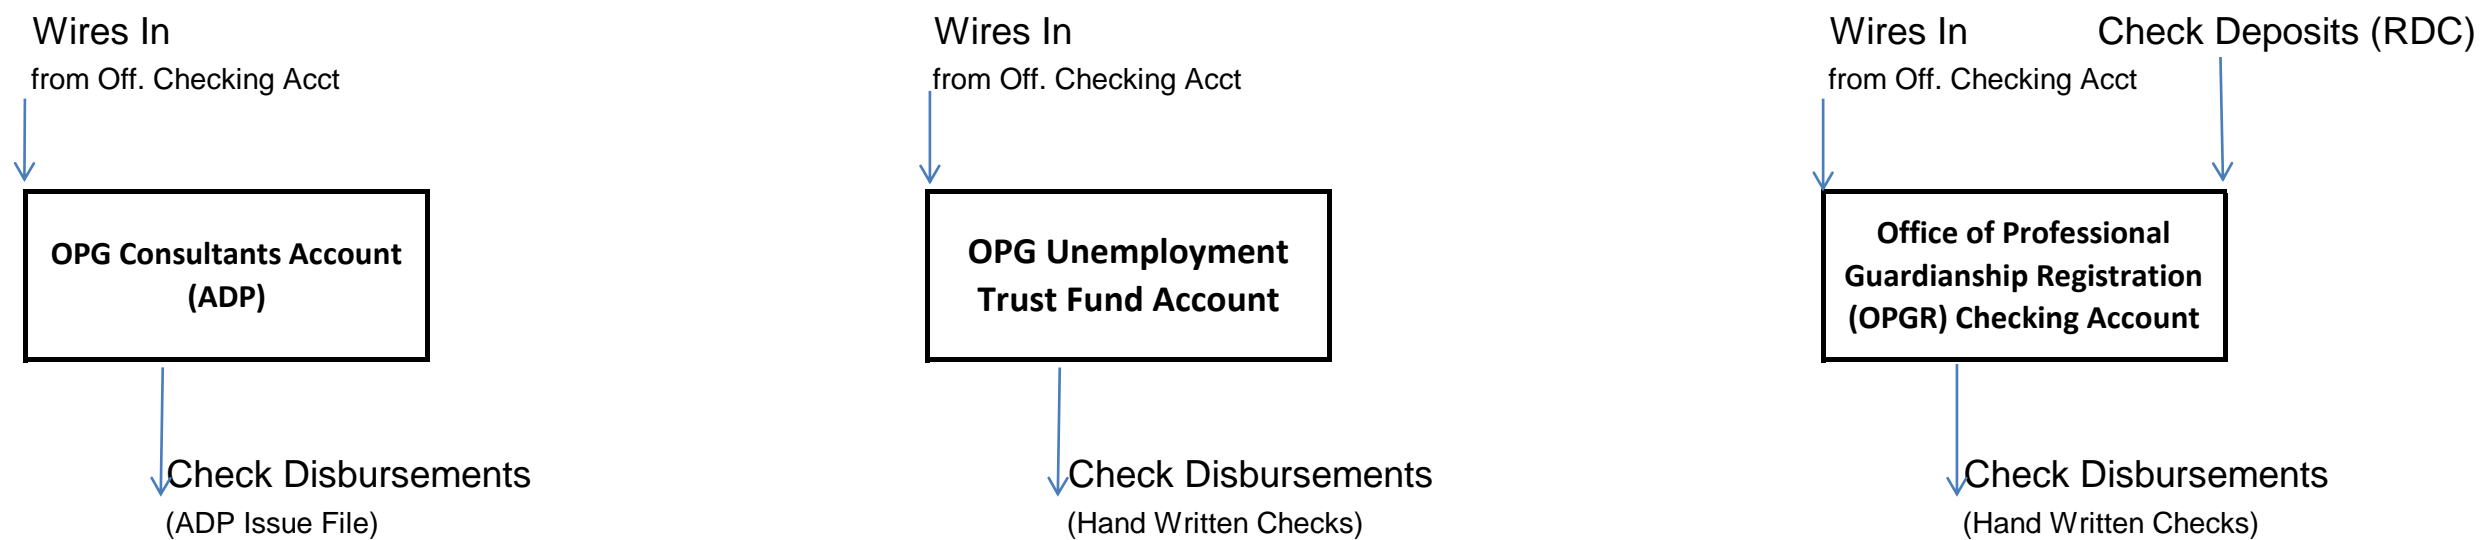 Wires In
from Off. Checking Acct
OPG Consultants Account
(ADP)
Check Disbursements
(ADP Issue File)
Wires In
from Off. Checking Acct
OPG Unemployment
Trust Fund Account
Check Disbursements
(Hand Written Checks)
Wires In
from Off. Checking Acct
Check Deposits (RDC)
Office of Professional
Guardianship Registration
(OPGR) Checking Account
Check Disbursements
(Hand Written Checks)